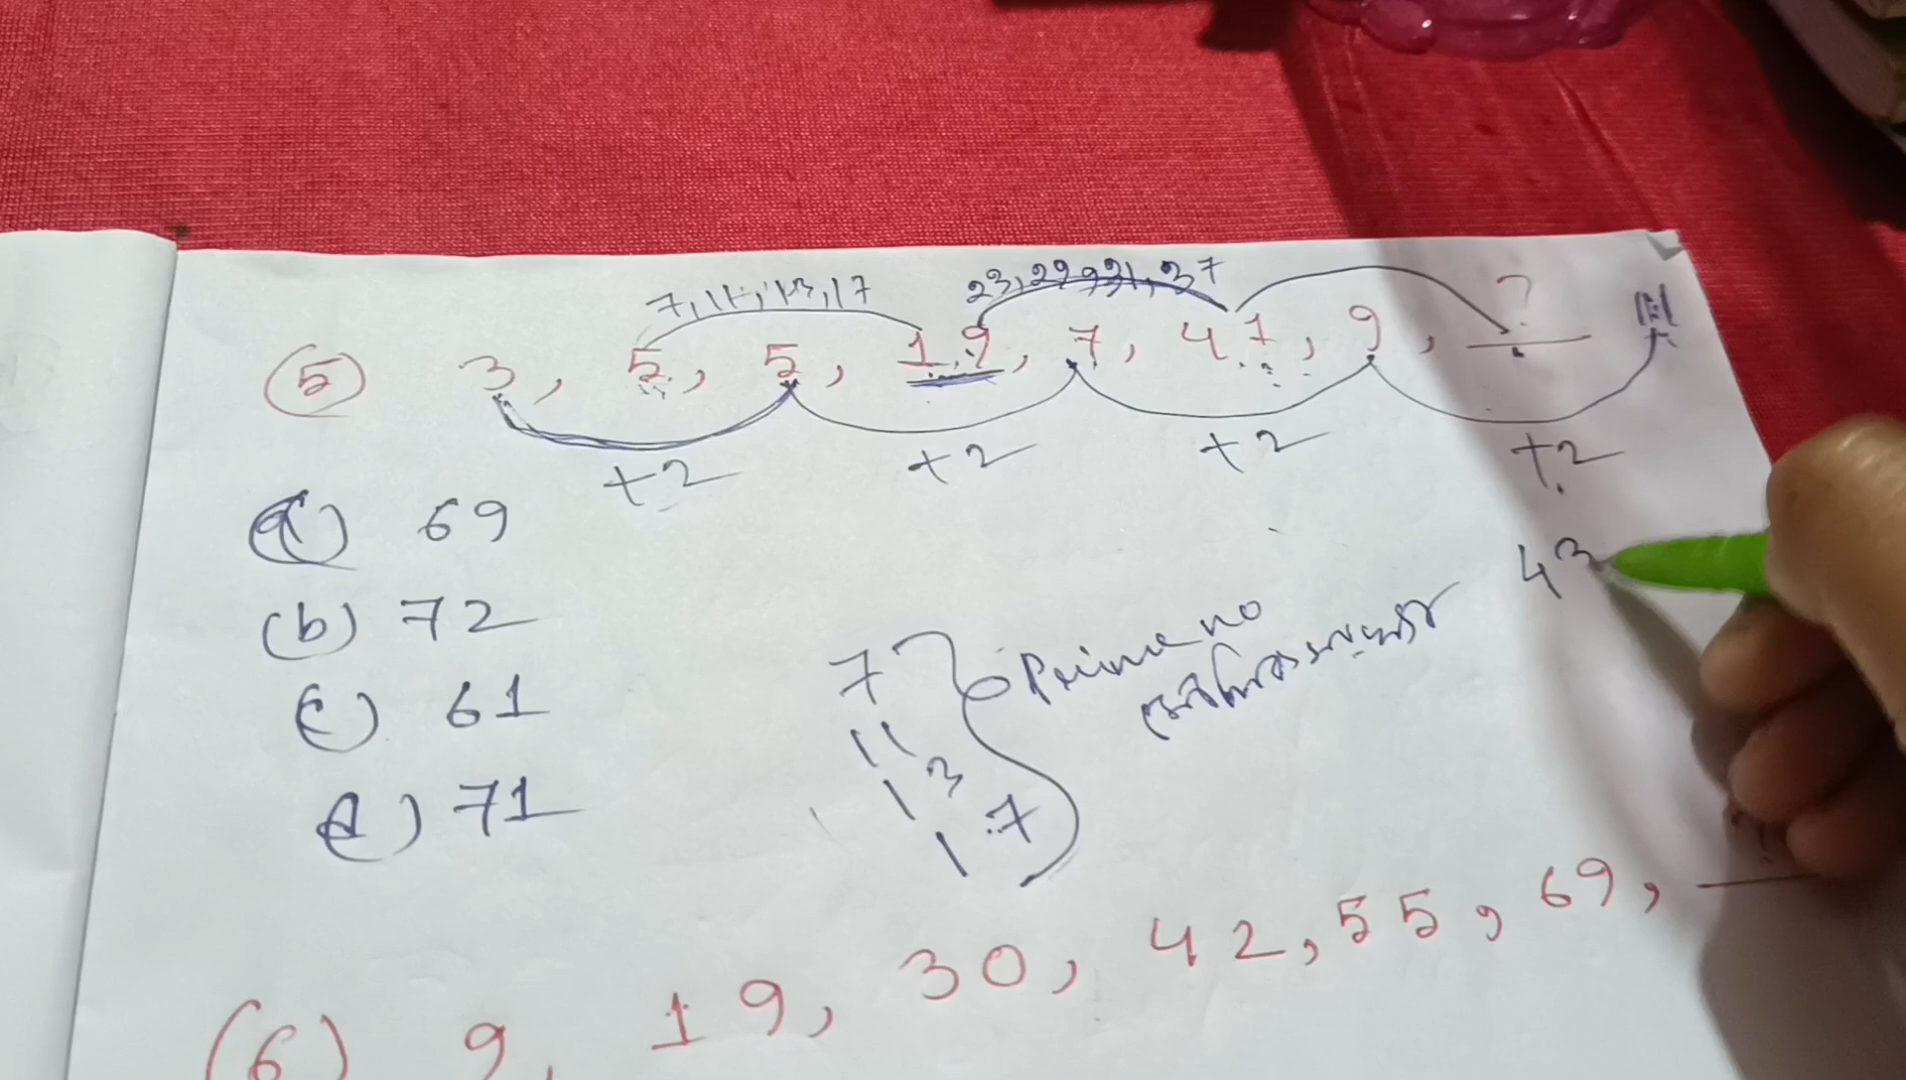 7, 11, 13, 17 23, 29, 31, 37
(5) 3, 5, 5, 19, 7, 41, 9, ? 11
+2 +2 +2 +2
(a) 69
(b) 72
(c) 61
(d) 71
43
7
11
13
17
Prime no
(6) 9, 19, 30, 42, 55, 69,